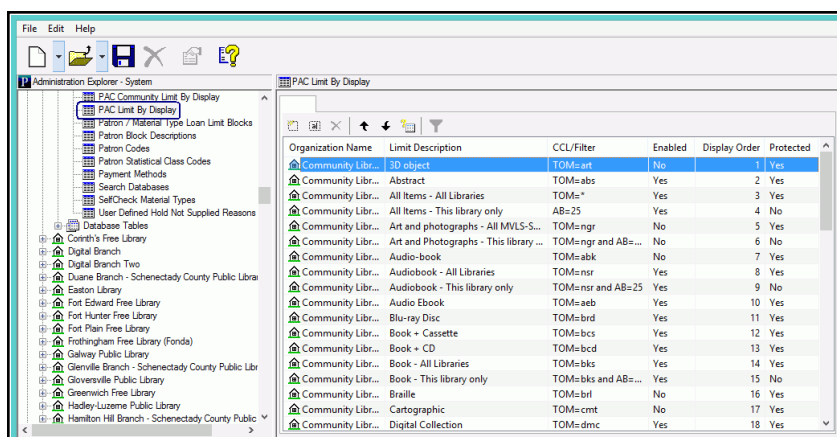 File Edit Help
Administration Explorer - System
PAC Community Limit By Display
PAC Limit By Display
Patron / Material Type Loan Limit Blocks
Patron Block Descriptions
Patron Codes
Patron Statistical Class Codes
Payment Methods
Search Databases
SelfCheck Material Types
User Defined Hold Not Supplied Reasons
Database Tables
Corinth's Free Library
Digital Branch
Digital Branch Two
Duane Branch - Schenectady County Public Librar
Easton Library
Fort Edward Free Library
Fort Hunter Free Library
Fort Plain Free Library
Frothingham Free Library (Fonda)
Galway Public Library
Glenville Branch - Schenectady County Public Libr
Gloversville Public Library
Greenwich Free Library
Hadley-Luzerne Public Library
Hamilton Hill Branch - Schenectady County Public
PAC Limit By Display
Organization Name Limit Description CCL/Filter Enabled Display Order Protected
Community Libr... 3D object TOM=art No 1 Yes
Community Libr... Abstract TOM=abs Yes 2 Yes
Community Libr... All Items - All Libraries TOM=* Yes 3 Yes
Community Libr... All Items - This library only AB=25 Yes 4 No
Community Libr... Art and photographs - All MVLS-S... TOM=ngr No 5 Yes
Community Libr... Art and Photographs - This library ... TOM=ngr and AB=... No 6 No
Community Libr... Audio-book TOM=abk No 7 Yes
Community Libr... Audiobook - All Libraries TOM=nsr Yes 8 Yes
Community Libr... Audiobook - This library only TOM=nsr and AB=25 Yes 9 No
Community Libr... Audio Ebook TOM=aeb Yes 10 Yes
Community Libr... Blu-ray Disc TOM=brd Yes 11 Yes
Community Libr... Book + Cassette TOM=bcs Yes 12 Yes
Community Libr... Book + CD TOM=bcd Yes 13 Yes
Community Libr... Book - All Libraries TOM=bks Yes 14 Yes
Community Libr... Book - This library only TOM=bks and AB=... Yes 15 No
Community Libr... Braille TOM=brl No 16 Yes
Community Libr... Cartographic TOM=cmt No 17 Yes
Community Libr... Digital Collection TOM=dmc Yes 18 Yes